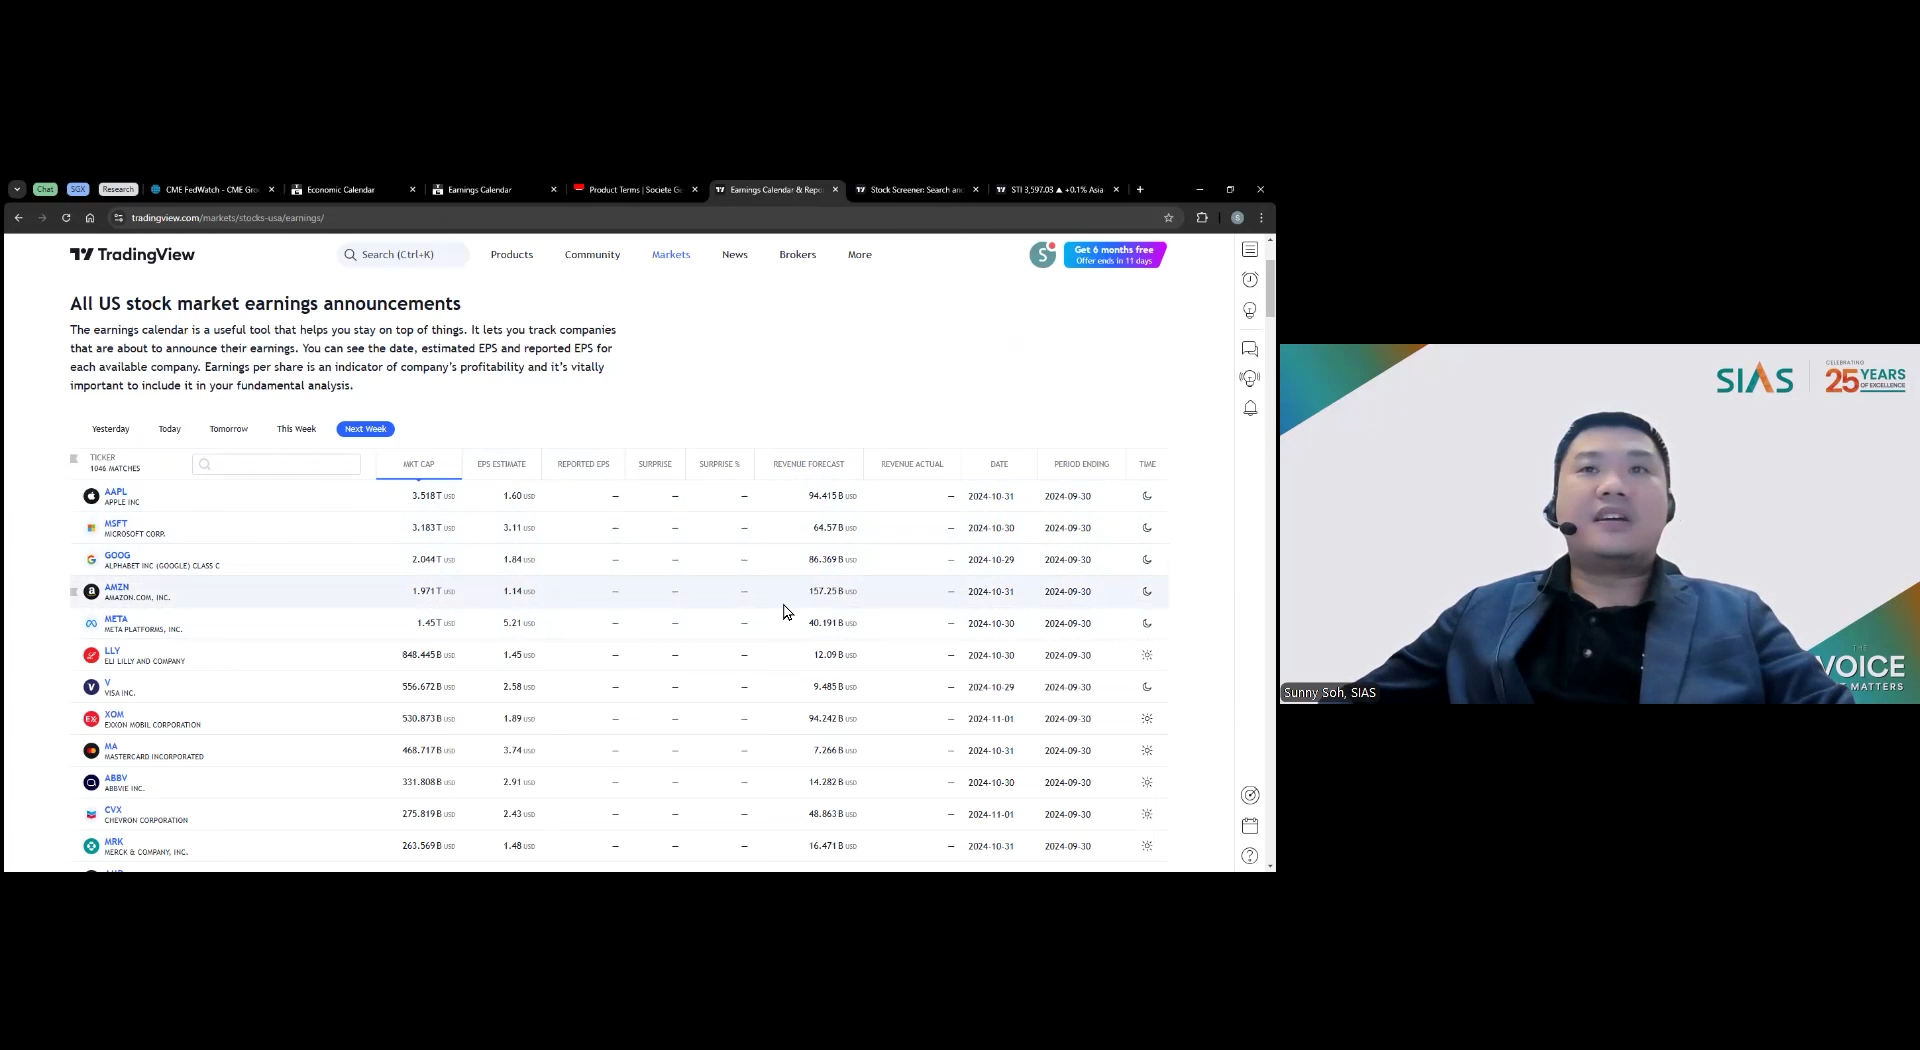 Chat
SGX
Research
CME FedWatch - CME Gro
Economic Calendar
Earnings Calendar
Product Terms | Societe Ge
Earnings Calendar & Repo
Stock Screener: Search an
STI 3,597.03 ▲ +0.1% Asia
tradingview.com/markets/stocks-usa/earnings/
S
TradingView
Search (Ctrl+K)
Products
Community
Markets
News
Brokers
More
S
Get 6 months free
Offer ends in 11 days
All US stock market earnings announcements
The earnings calendar is a useful tool that helps you stay on top of things. It lets you track companies
that are about to announce their earnings. You can see the date, estimated EPS and reported EPS for
each available company. Earnings per share is an indicator of company's profitability and it's vitally
important to include it in your fundamental analysis.
Yesterday Today Tomorrow This Week Next Week
TICKER
1046 MATCHES
MKT CAP EPS ESTIMATE REPORTED EPS SURPRISE SURPRISE % REVENUE FORECAST REVENUE ACTUAL DATE PERIOD ENDING TIME
AAPL
APPLE INC
3.518 T USD 1.60 USD — — — 94.415 B USD — 2024-10-31 2024-09-30
MSFT
MICROSOFT CORP.
3.183 T USD 3.11 USD — — — 64.57 B USD — 2024-10-30 2024-09-30
GOOG
ALPHABET INC (GOOGLE) CLASS C
2.044 T USD 1.84 USD — — — 86.369 B USD — 2024-10-29 2024-09-30
AMZN
AMAZON.COM, INC.
1.971 T USD 1.14 USD — — — 157.25 B USD — 2024-10-31 2024-09-30
META
META PLATFORMS, INC.
1.45 T USD 5.21 USD — — — 40.191 B USD — 2024-10-30 2024-09-30
LLY
ELI LILLY AND COMPANY
848.445 B USD 1.45 USD — — — 12.09 B USD — 2024-10-30 2024-09-30
V
VISA INC.
556.672 B USD 2.58 USD — — — 9.485 B USD — 2024-10-29 2024-09-30
XOM
EXXON MOBIL CORPORATION
530.873 B USD 1.89 USD — — — 94.242 B USD — 2024-11-01 2024-09-30
MA
MASTERCARD INCORPORATED
468.717 B USD 3.74 USD — — — 7.266 B USD — 2024-10-31 2024-09-30
ABBV
ABBVIE INC.
331.808 B USD 2.91 USD — — — 14.282 B USD — 2024-10-30 2024-09-30
CVX
CHEVRON CORPORATION
275.819 B USD 2.43 USD — — — 48.863 B USD — 2024-11-01 2024-09-30
MRK
MERCK & COMPANY, INC.
263.569 B USD 1.48 USD — — — 16.471 B USD — 2024-10-31 2024-09-30
SIAS
CELEBRATING
25 YEARS
OF EXCELLENCE
THE
VOICE
MATTERS
Sunny Soh, SIAS